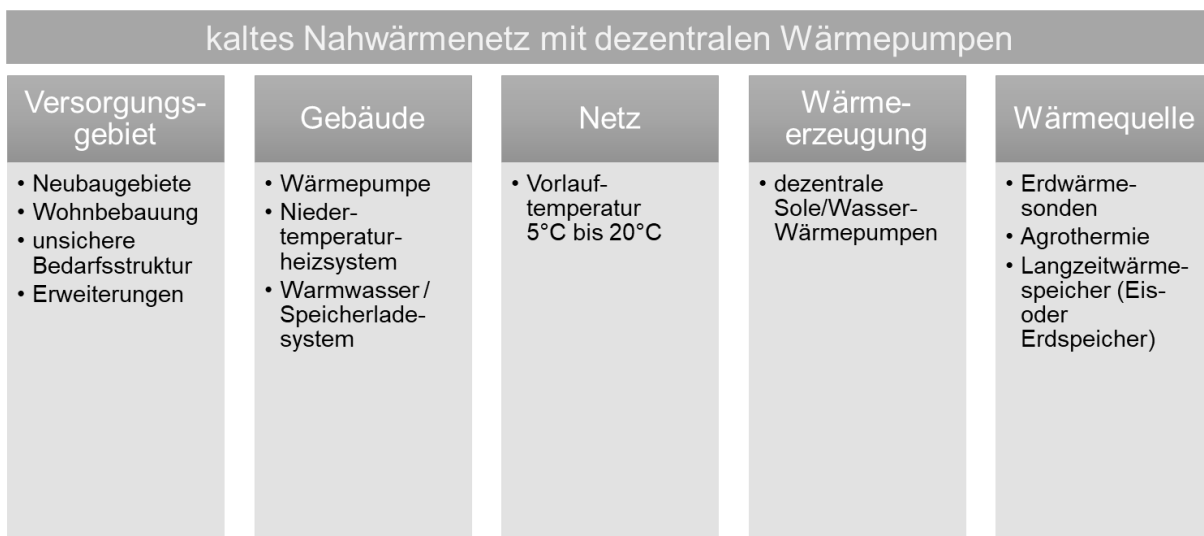 kaltes Nahwärmenetz mit dezentralen Wärmepumpen
Versorgungs-
gebiet
• Neubaugebiete
• Wohnbebauung
• unsichere
Bedarfsstruktur
• Erweiterungen
Gebäude
• Wärmepumpe
• Nieder-
temperatur-
heizsystem
• Warmwasser /
Speicherlade-
system
Netz
• Vorlauf-
temperatur
5°C bis 20°C
Wärme-
erzeugung
• dezentrale
Sole/Wasser-
Wärmepumpen
Wärmequelle
• Erdwärme-
sonden
• Agrothermie
• Langzeitwärme-
speicher (Eis-
oder
Erdspeicher)